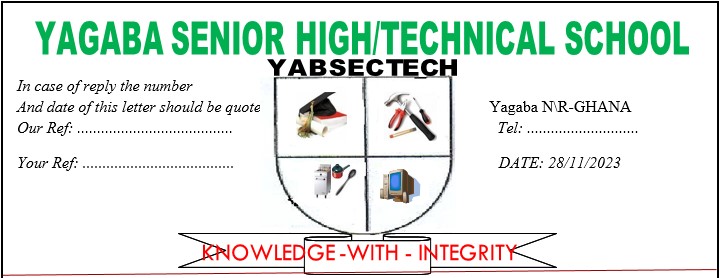 YAGABA SENIOR HIGH/TECHNICAL SCHOOL
YABSECTECH
In case of reply the number
And date of this letter should be quote
Yagaba N\R-GHANA
Our Ref: .......................................
Tel: ............................
Your Ref: ......................................
DATE: 28/11/2023
KNOWLEDGE -WITH - INTEGRITY